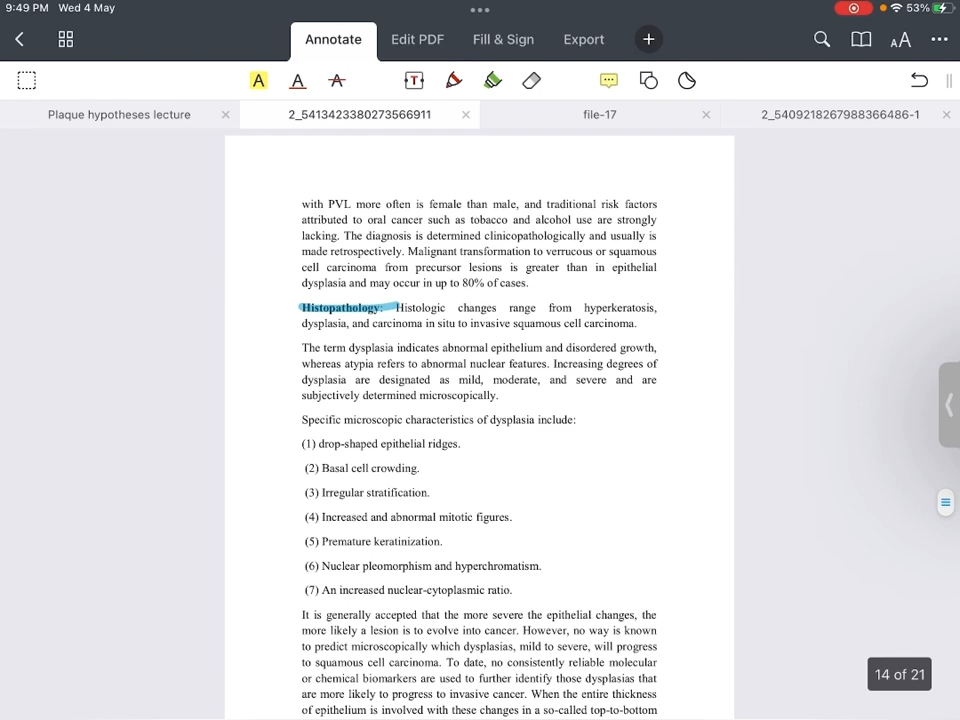 9:49 PM Wed 4 May
53%
Annotate Edit PDF Fill & Sign Export
AA
A A A T
Plaque hypotheses lecture
2_5413423380273566911
file-17
2_5409218267988366486-1
with PVL more often is female than male, and traditional risk factors
attributed to oral cancer such as tobacco and alcohol use are strongly
lacking. The diagnosis is determined clinicopathologically and usually is
made retrospectively. Malignant transformation to verrucous or squamous
cell carcinoma from precursor lesions is greater than in epithelial
dysplasia and may occur in up to 80% of cases.
Histopathology: Histologic changes range from hyperkeratosis,
dysplasia, and carcinoma in situ to invasive squamous cell carcinoma.
The term dysplasia indicates abnormal epithelium and disordered growth,
whereas atypia refers to abnormal nuclear features. Increasing degrees of
dysplasia are designated as mild, moderate, and severe and are
subjectively determined microscopically.
Specific microscopic characteristics of dysplasia include:
(1) drop-shaped epithelial ridges.
(2) Basal cell crowding.
(3) Irregular stratification.
(4) Increased and abnormal mitotic figures.
(5) Premature keratinization.
(6) Nuclear pleomorphism and hyperchromatism.
(7) An increased nuclear-cytoplasmic ratio.
It is generally accepted that the more severe the epithelial changes, the
more likely a lesion is to evolve into cancer. However, no way is known
to predict microscopically which dysplasias, mild to severe, will progress
to squamous cell carcinoma. To date, no consistently reliable molecular
or chemical biomarkers are used to further identify those dysplasias that
are more likely to progress to invasive cancer. When the entire thickness
of epithelium is involved with these changes in a so-called top-to-bottom
14 of 21